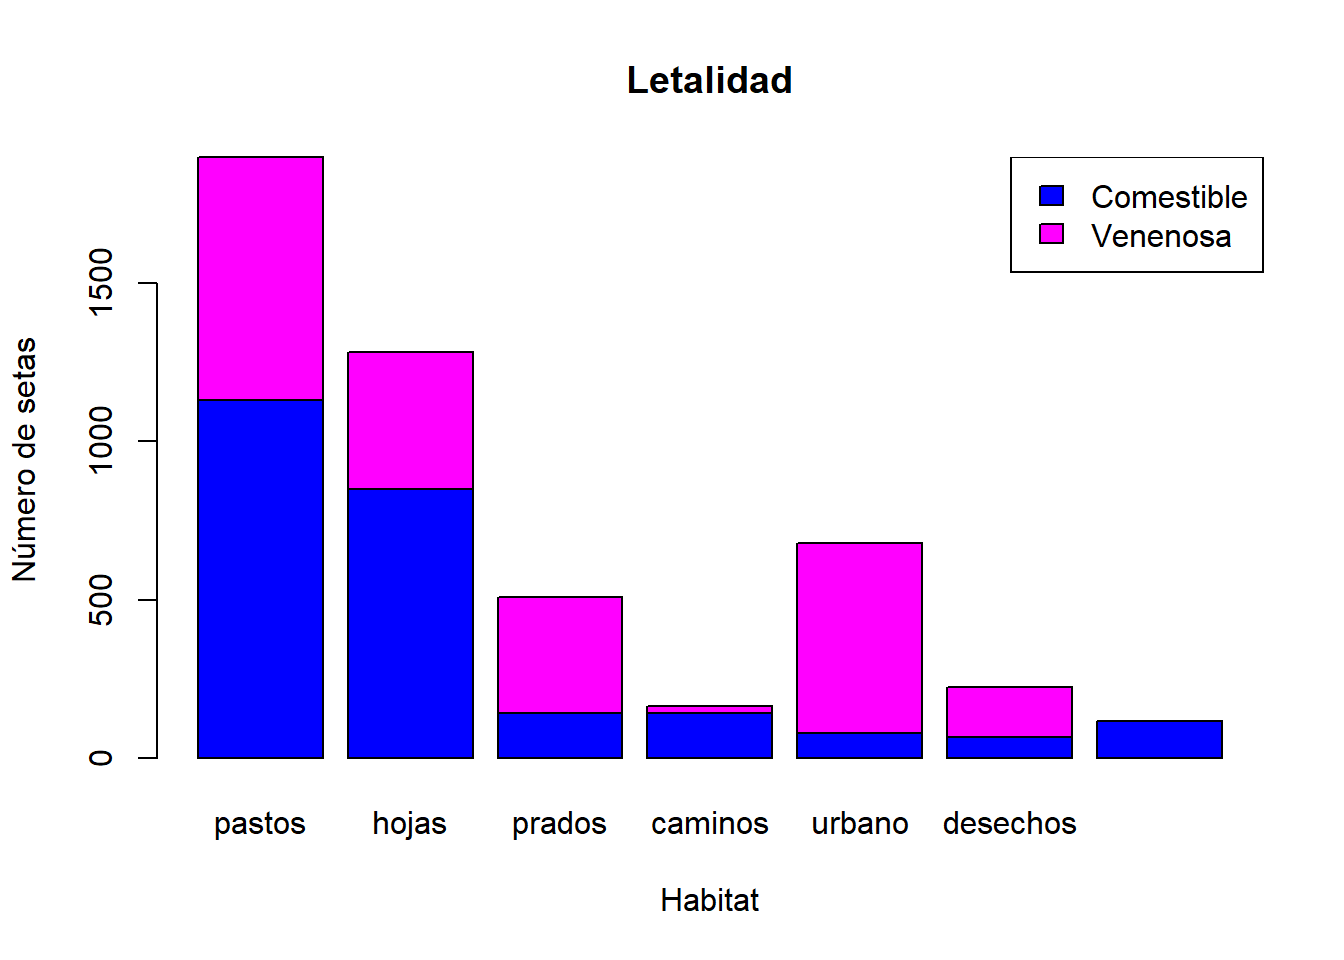 Letalidad
Comestible
Venenosa
1500
1000
500
0
Número de setas
pastos hojas prados caminos urbano desechos
Habitat